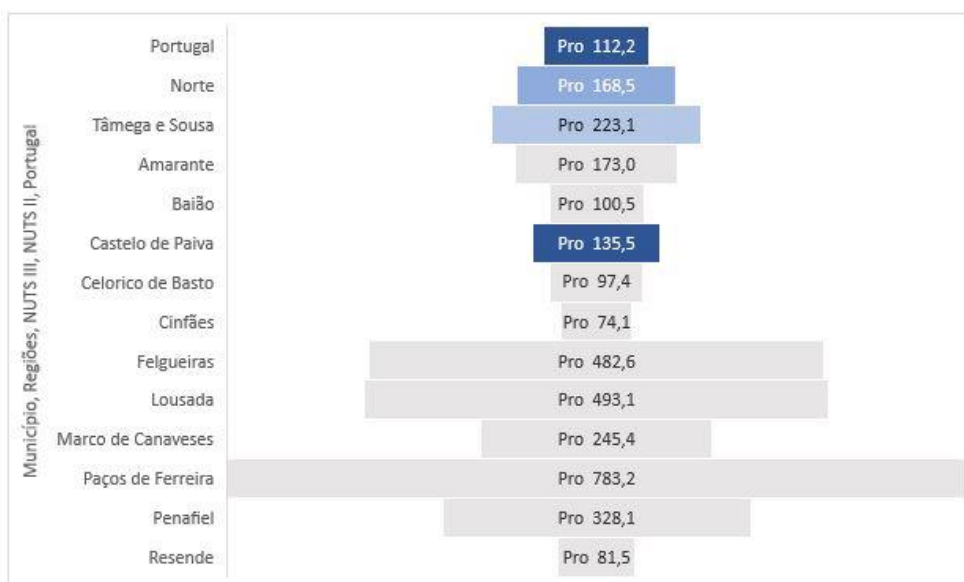 Município, Regiões, NUTS III, NUTS II, Portugal
Portugal Pro 112,2
Norte Pro 168,5
Tâmega e Sousa Pro 223,1
Amarante Pro 173,0
Baião Pro 100,5
Castelo de Paiva Pro 135,5
Celorico de Basto Pro 97,4
Cinfães Pro 74,1
Felgueiras Pro 482,6
Lousada Pro 493,1
Marco de Canaveses Pro 245,4
Paços de Ferreira Pro 783,2
Penafiel Pro 328,1
Resende Pro 81,5